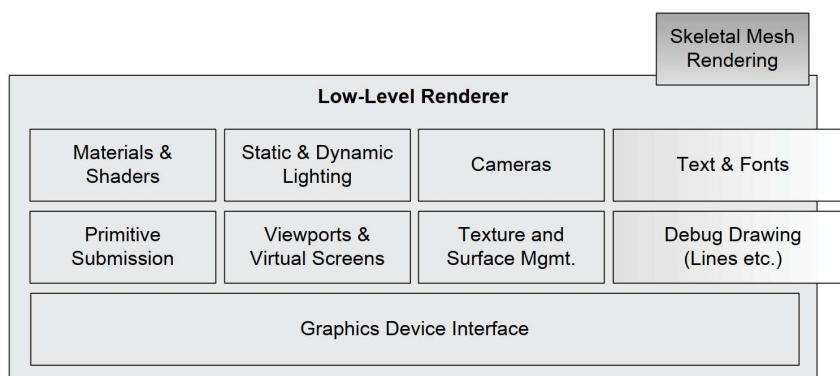 Skeletal Mesh
Rendering
Low-Level Renderer
Materials &
Shaders
Static & Dynamic
Lighting
Cameras
Text & Fonts
Primitive
Submission
Viewports &
Virtual Screens
Texture and
Surface Mgmt.
Debug Drawing
(Lines etc.)
Graphics Device Interface